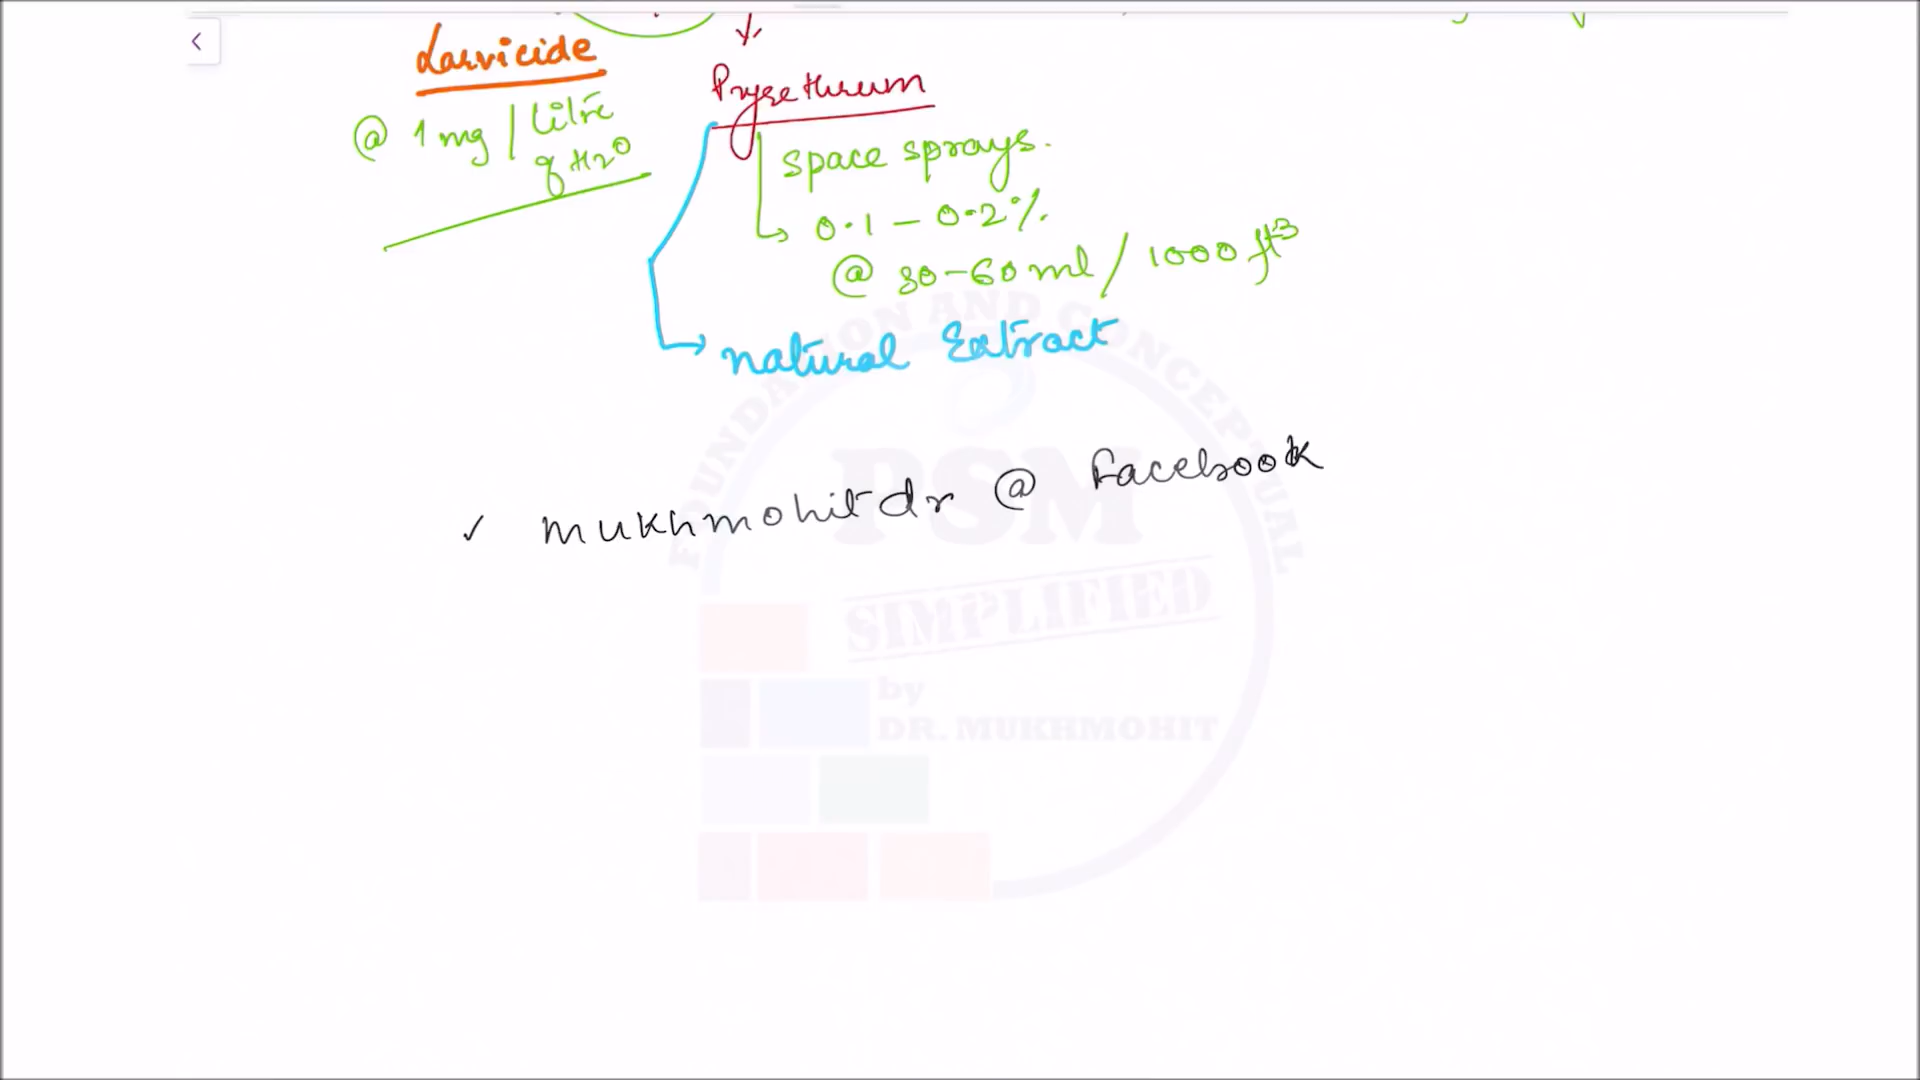 Larvicide
@ 1 mg / litre
of H2O
Pyrethrum
space sprays.
0.1 – 0.2%
@ 30-60 ml / 1000 ft3
natural Extract
✓ mukhmohitdr @ Facebook
FOUNDATION AND CONCEPTUAL
PSM
SIMPLIFIED
by
DR. MUKHMOHIT